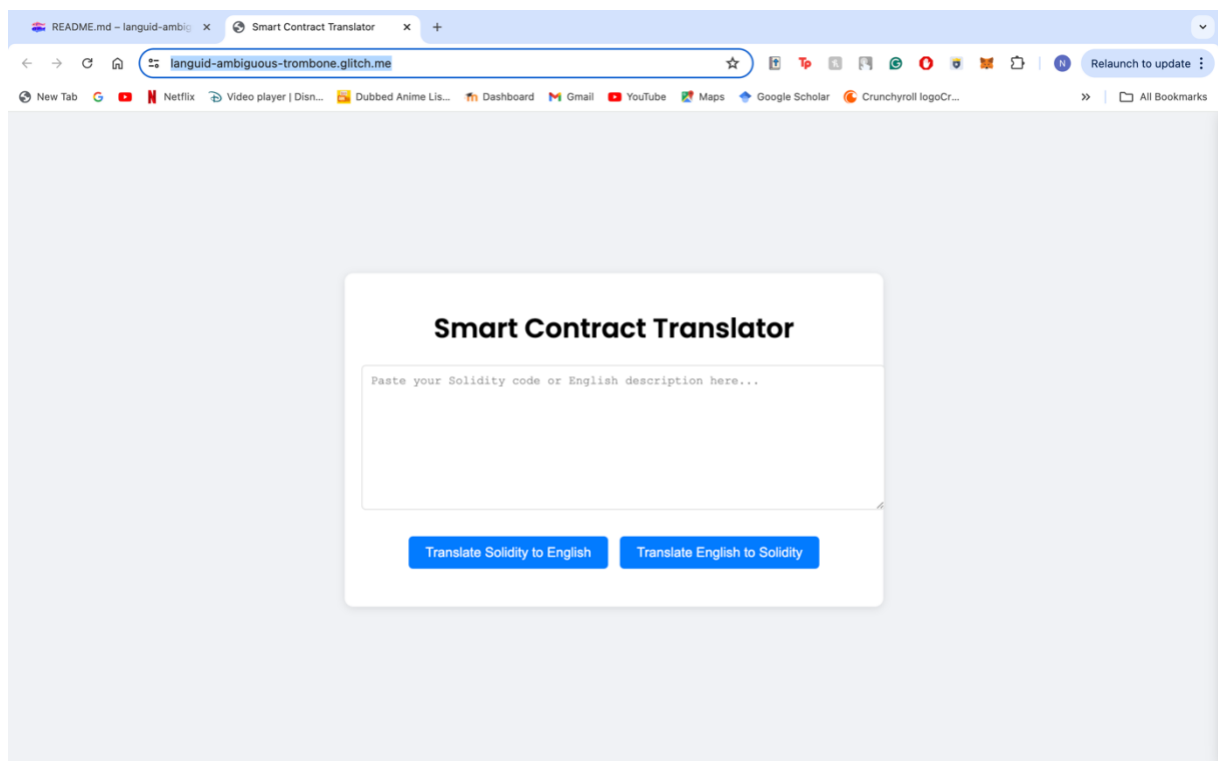 README.md – languid-ambig
Smart Contract Translator
languid-ambiguous-trombone.glitch.me
Tp
N
Relaunch to update
New Tab
G
N Netflix
Video player | Disn...
Dubbed Anime Lis...
Dashboard
Gmail
YouTube
Maps
Google Scholar
Crunchyroll logoCr...
All Bookmarks
Smart Contract Translator
Paste your Solidity code or English description here...
Translate Solidity to English
Translate English to Solidity